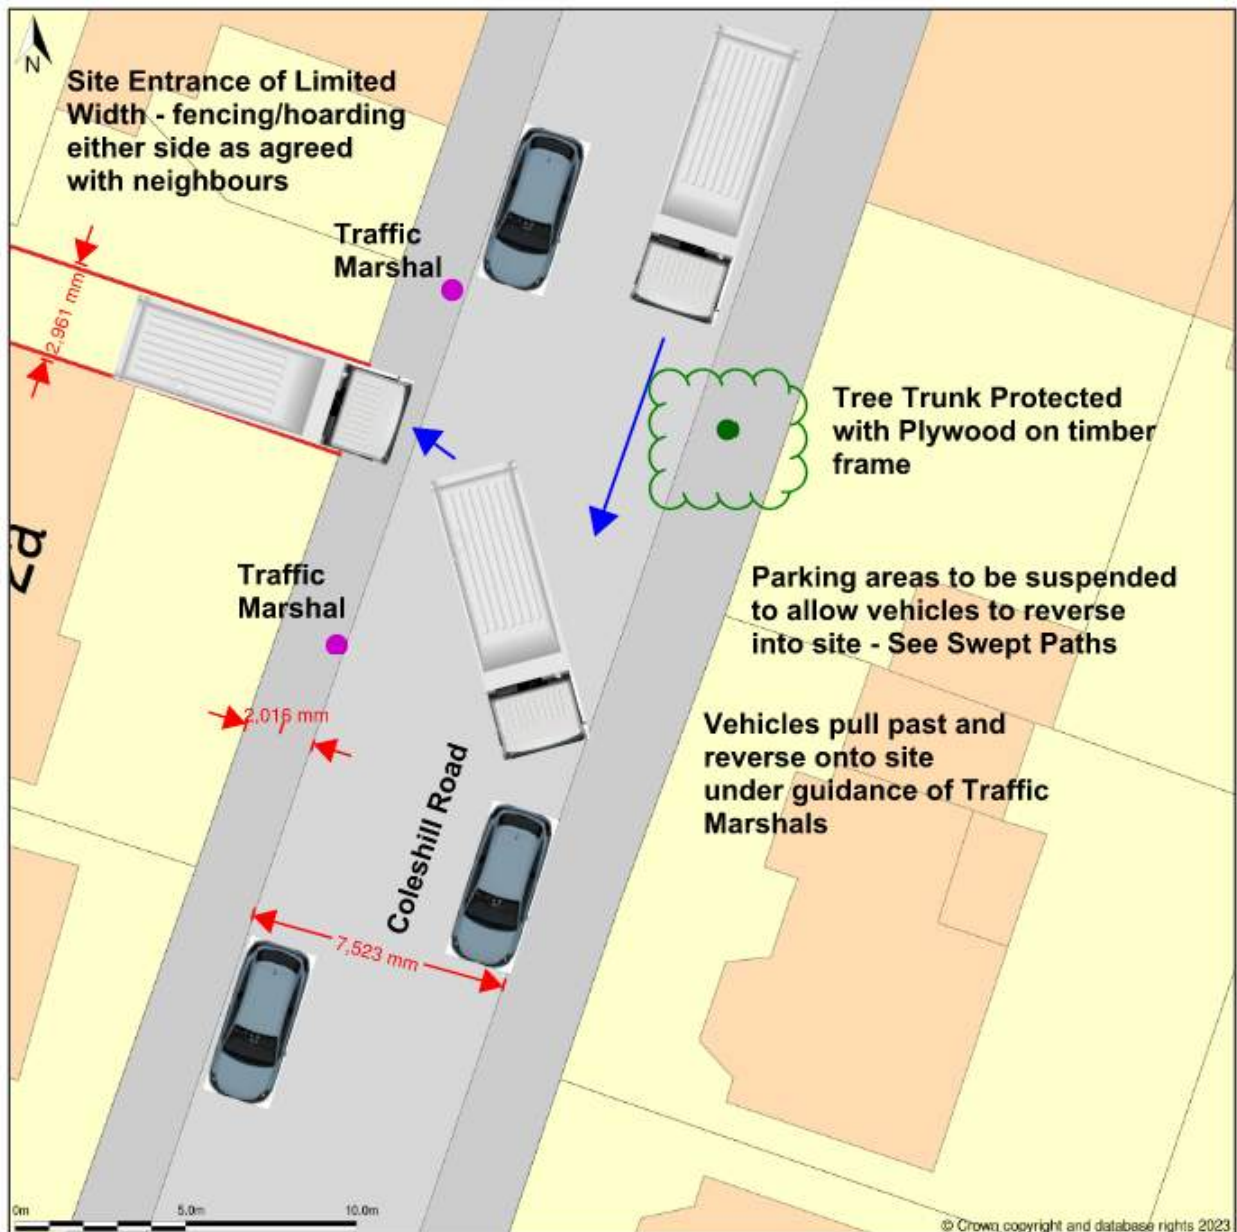 N
Site Entrance of Limited
Width - fencing/hoarding
either side as agreed
with neighbours
Traffic
Marshal
2,961 mm
Tree Trunk Protected
with Plywood on timber
frame
2a
Traffic
Marshal
Parking areas to be suspended
to allow vehicles to reverse
into site - See Swept Paths
2,016 mm
Vehicles pull past and
reverse onto site
under guidance of Traffic
Marshals
Coleshill Road
7,523 mm
0m 5.0m 10.0m
© Crown copyright and database rights 2023